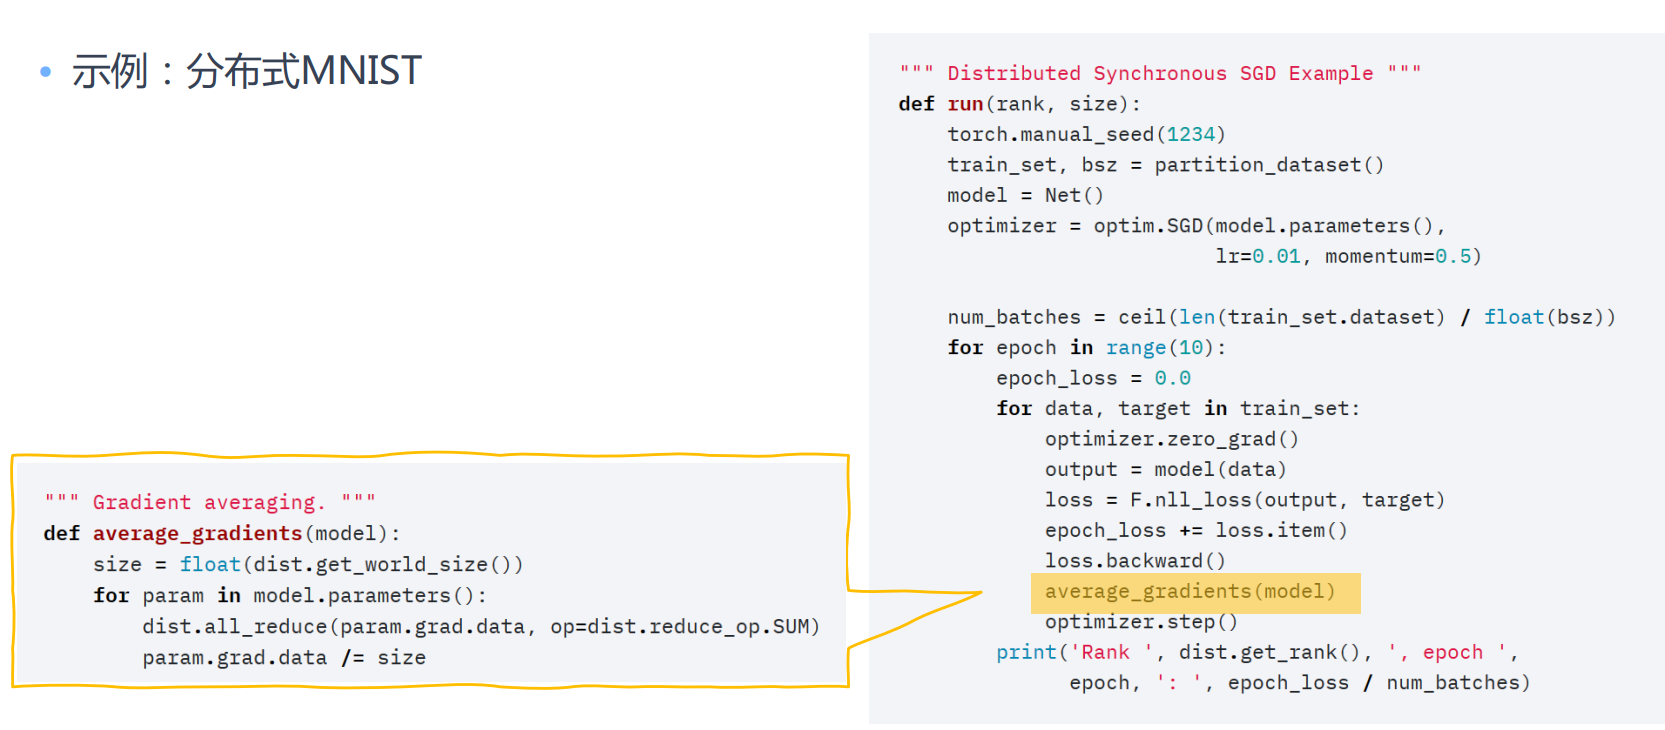 • 示例：分布式MNIST
""" Distributed Synchronous SGD Example """
def run(rank, size):
    torch.manual_seed(1234)
    train_set, bsz = partition_dataset()
    model = Net()
    optimizer = optim.SGD(model.parameters(),
                          lr=0.01, momentum=0.5)

    num_batches = ceil(len(train_set.dataset) / float(bsz))
    for epoch in range(10):
        epoch_loss = 0.0
        for data, target in train_set:
            optimizer.zero_grad()
            output = model(data)
            loss = F.nll_loss(output, target)
            epoch_loss += loss.item()
            loss.backward()
            average_gradients(model)
            optimizer.step()
        print('Rank ', dist.get_rank(), ', epoch ',
              epoch, ': ', epoch_loss / num_batches)
""" Gradient averaging. """
def average_gradients(model):
    size = float(dist.get_world_size())
    for param in model.parameters():
        dist.all_reduce(param.grad.data, op=dist.reduce_op.SUM)
        param.grad.data /= size